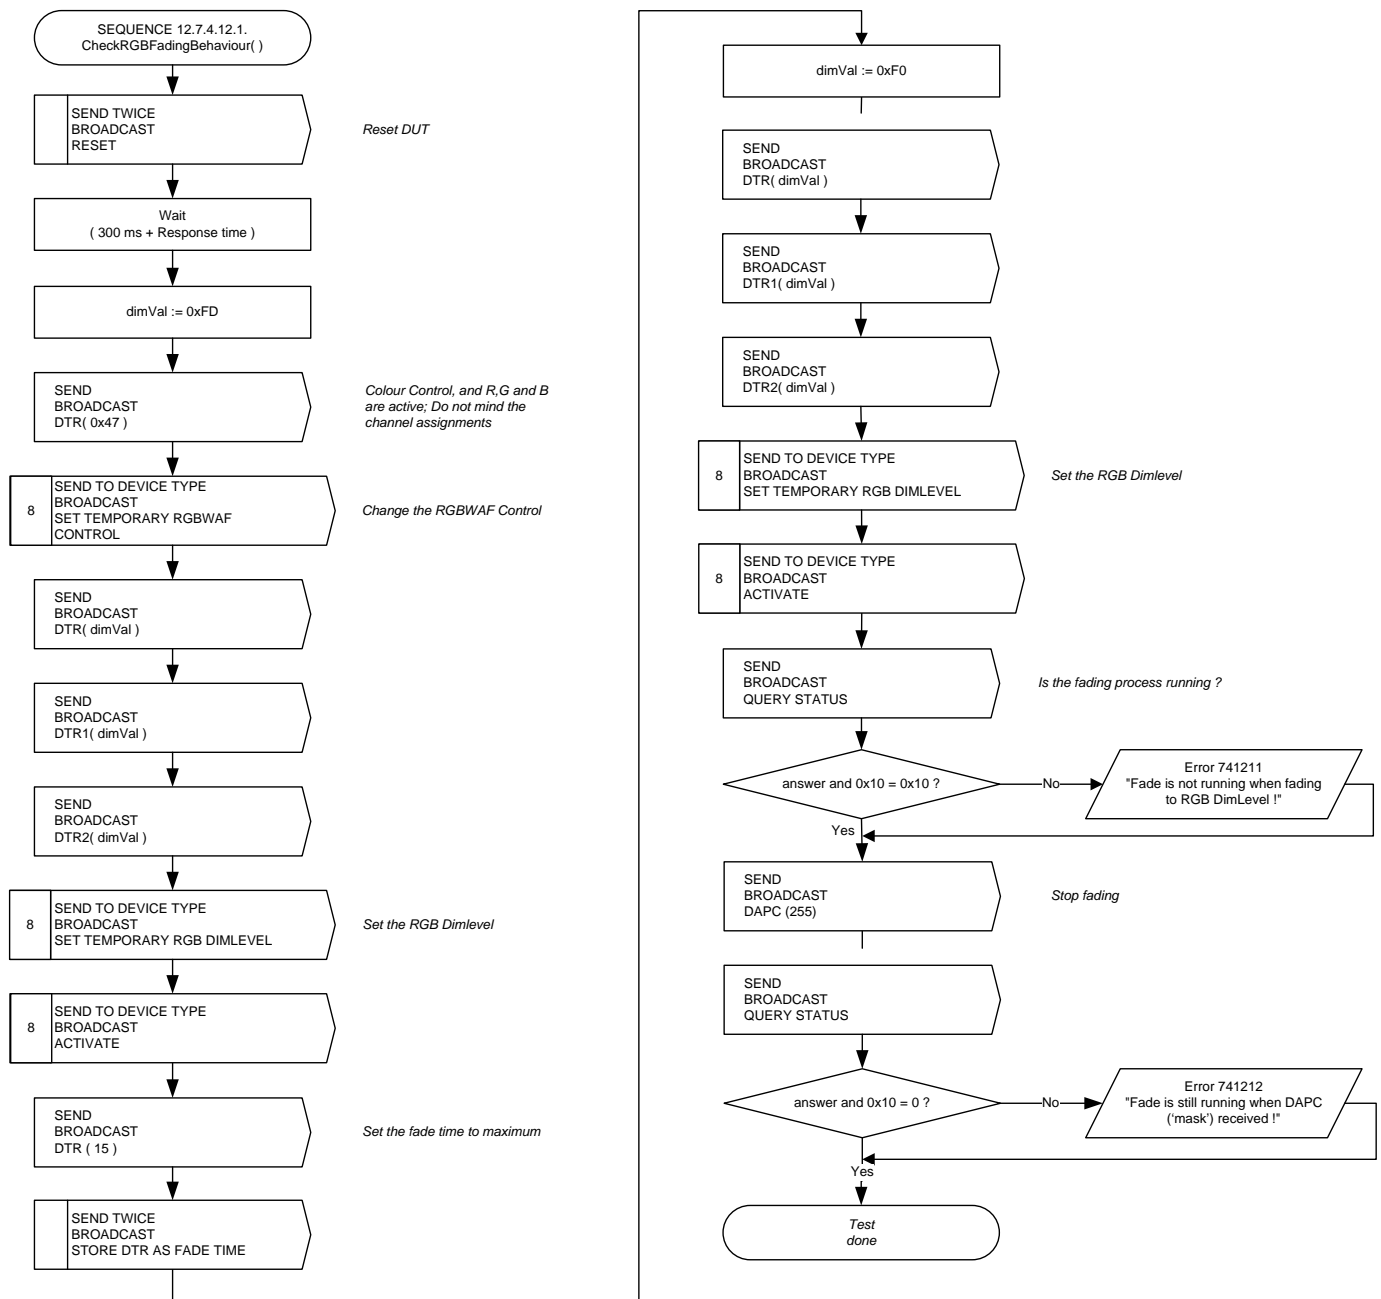 SEQUENCE 12.7.4.12.1.
CheckRGBFadingBehaviour( )
SEND TWICE
BROADCAST
RESET
Reset DUT
Wait
( 300 ms + Response time )
dimVal := 0xFD
SEND
BROADCAST
DTR( 0x47 )
Colour Control, and R,G and B
are active; Do not mind the
channel assignments
8
SEND TO DEVICE TYPE
BROADCAST
SET TEMPORARY RGBWAF
CONTROL
Change the RGBWAF Control
SEND
BROADCAST
DTR( dimVal )
SEND
BROADCAST
DTR1( dimVal )
SEND
BROADCAST
DTR2( dimVal )
8
SEND TO DEVICE TYPE
BROADCAST
SET TEMPORARY RGB DIMLEVEL
Set the RGB Dimlevel
8
SEND TO DEVICE TYPE
BROADCAST
ACTIVATE
SEND
BROADCAST
DTR ( 15 )
Set the fade time to maximum
SEND TWICE
BROADCAST
STORE DTR AS FADE TIME
dimVal := 0xF0
SEND
BROADCAST
DTR( dimVal )
SEND
BROADCAST
DTR1( dimVal )
SEND
BROADCAST
DTR2( dimVal )
8
SEND TO DEVICE TYPE
BROADCAST
SET TEMPORARY RGB DIMLEVEL
Set the RGB Dimlevel
8
SEND TO DEVICE TYPE
BROADCAST
ACTIVATE
SEND
BROADCAST
QUERY STATUS
Is the fading process running ?
answer and 0x10 = 0x10 ?
No
Error 741211
"Fade is not running when fading
to RGB DimLevel !"
Yes
SEND
BROADCAST
DAPC (255)
Stop fading
SEND
BROADCAST
QUERY STATUS
answer and 0x10 = 0 ?
No
Error 741212
"Fade is still running when DAPC
(‘mask’) received !"
Yes
Test
done